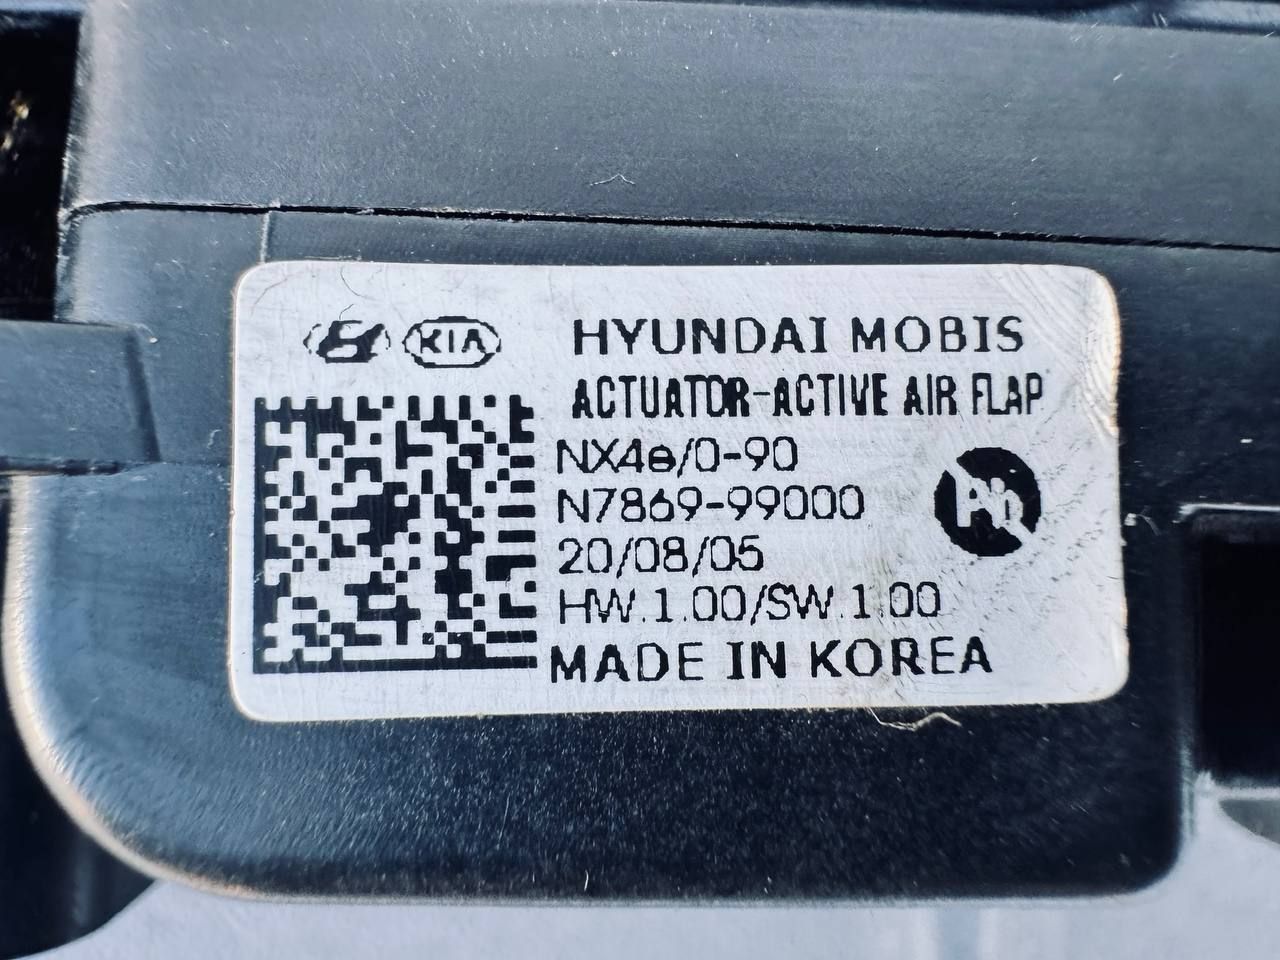 KIA
HYUNDAI MOBIS
ACTUATOR-ACTIVE AIR FLAP
NX4e/0-90
N7869-99000
20/08/05
HW.1.00/SW.1.00
Pb
MADE IN KOREA